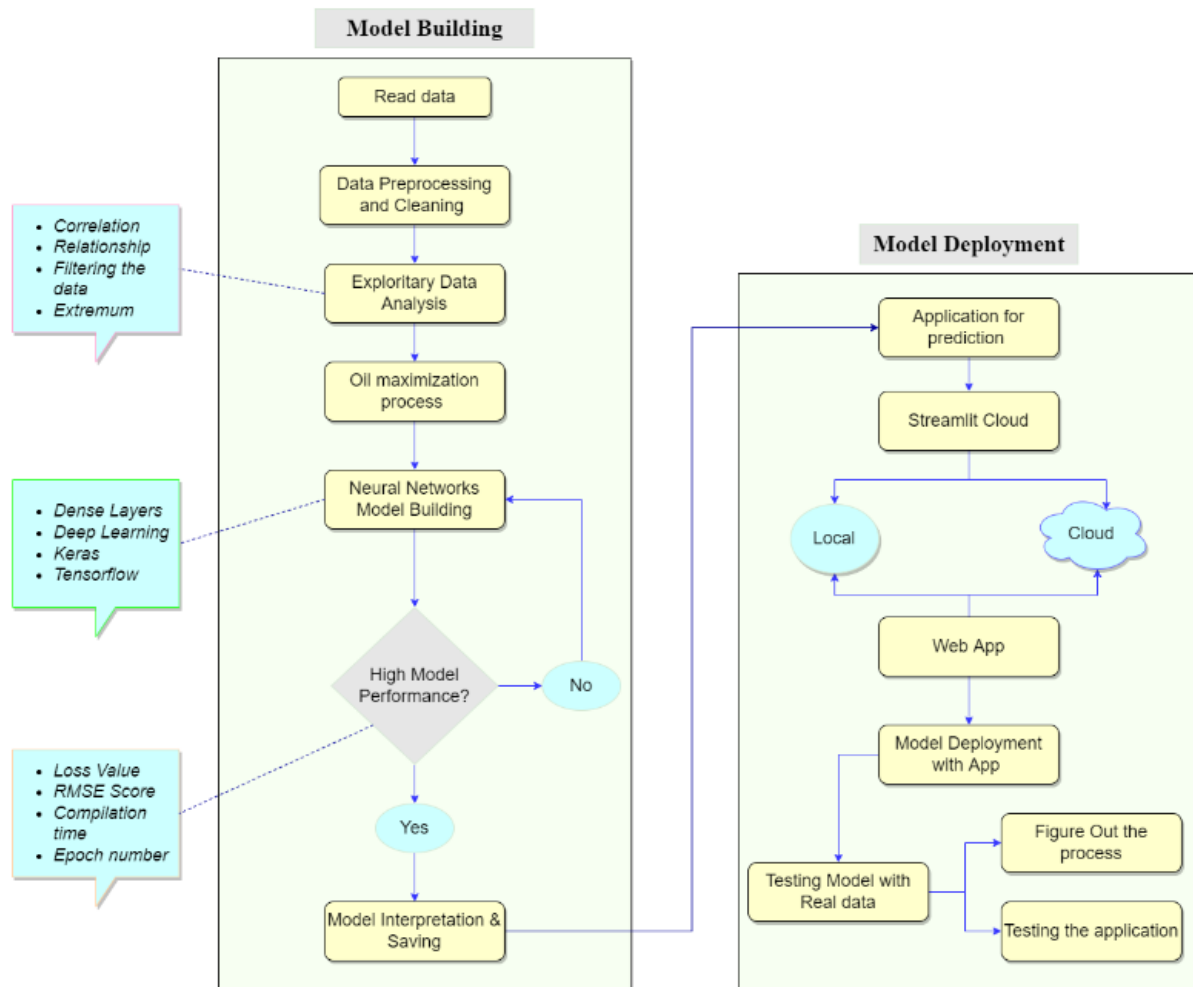 Model Building
Read data
Data Preprocessing
and Cleaning
• Correlation
• Relationship
• Filtering the
data
• Extremum
Exploritary Data
Analysis
Oil maximization
process
• Dense Layers
• Deep Learning
• Keras
• Tensorflow
Neural Networks
Model Building
High Model
Performance?
No
• Loss Value
• RMSE Score
• Compilation
time
• Epoch number
Yes
Model Interpretation &
Saving
Model Deployment
Application for
prediction
Streamlit Cloud
Local
Cloud
Web App
Model Deployment
with App
Testing Model with
Real data
Figure Out the
process
Testing the application